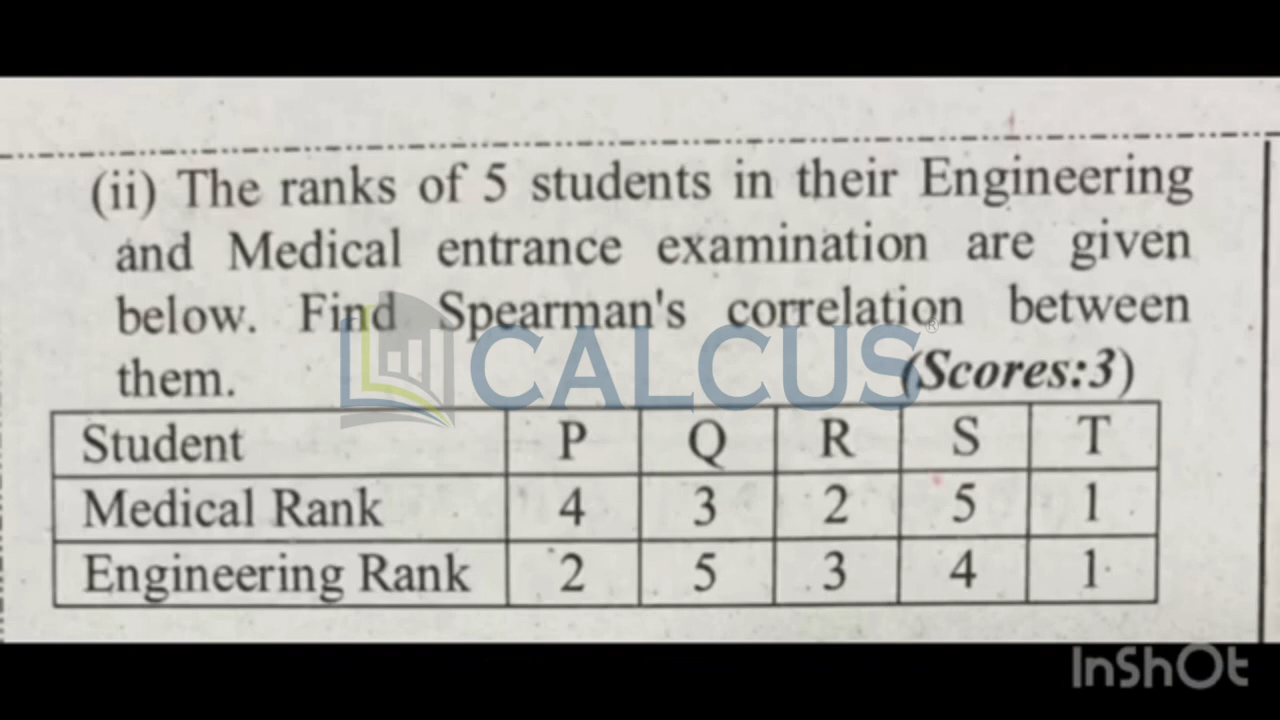 (ii) The ranks of 5 students in their Engineering
and Medical entrance examination are given
below. Find Spearman's correlation between
them.
(Scores:3)
CALCUS®
Student P Q R S T
Medical Rank 4 3 2 5 1
Engineering Rank 2 5 3 4 1
InShOt